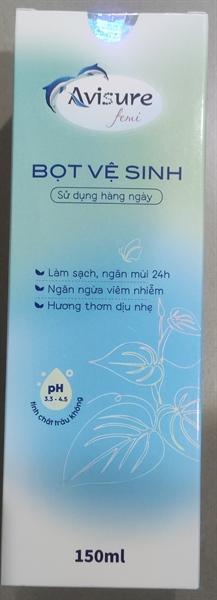 Avisure
femi
BỌT VỆ SINH
Sử dụng hàng ngày
Làm sạch, ngăn mùi 24h
Ngăn ngừa viêm nhiễm
Hương thơm dịu nhẹ
pH
3.3 - 4.5
tinh chất trầu không
150ml